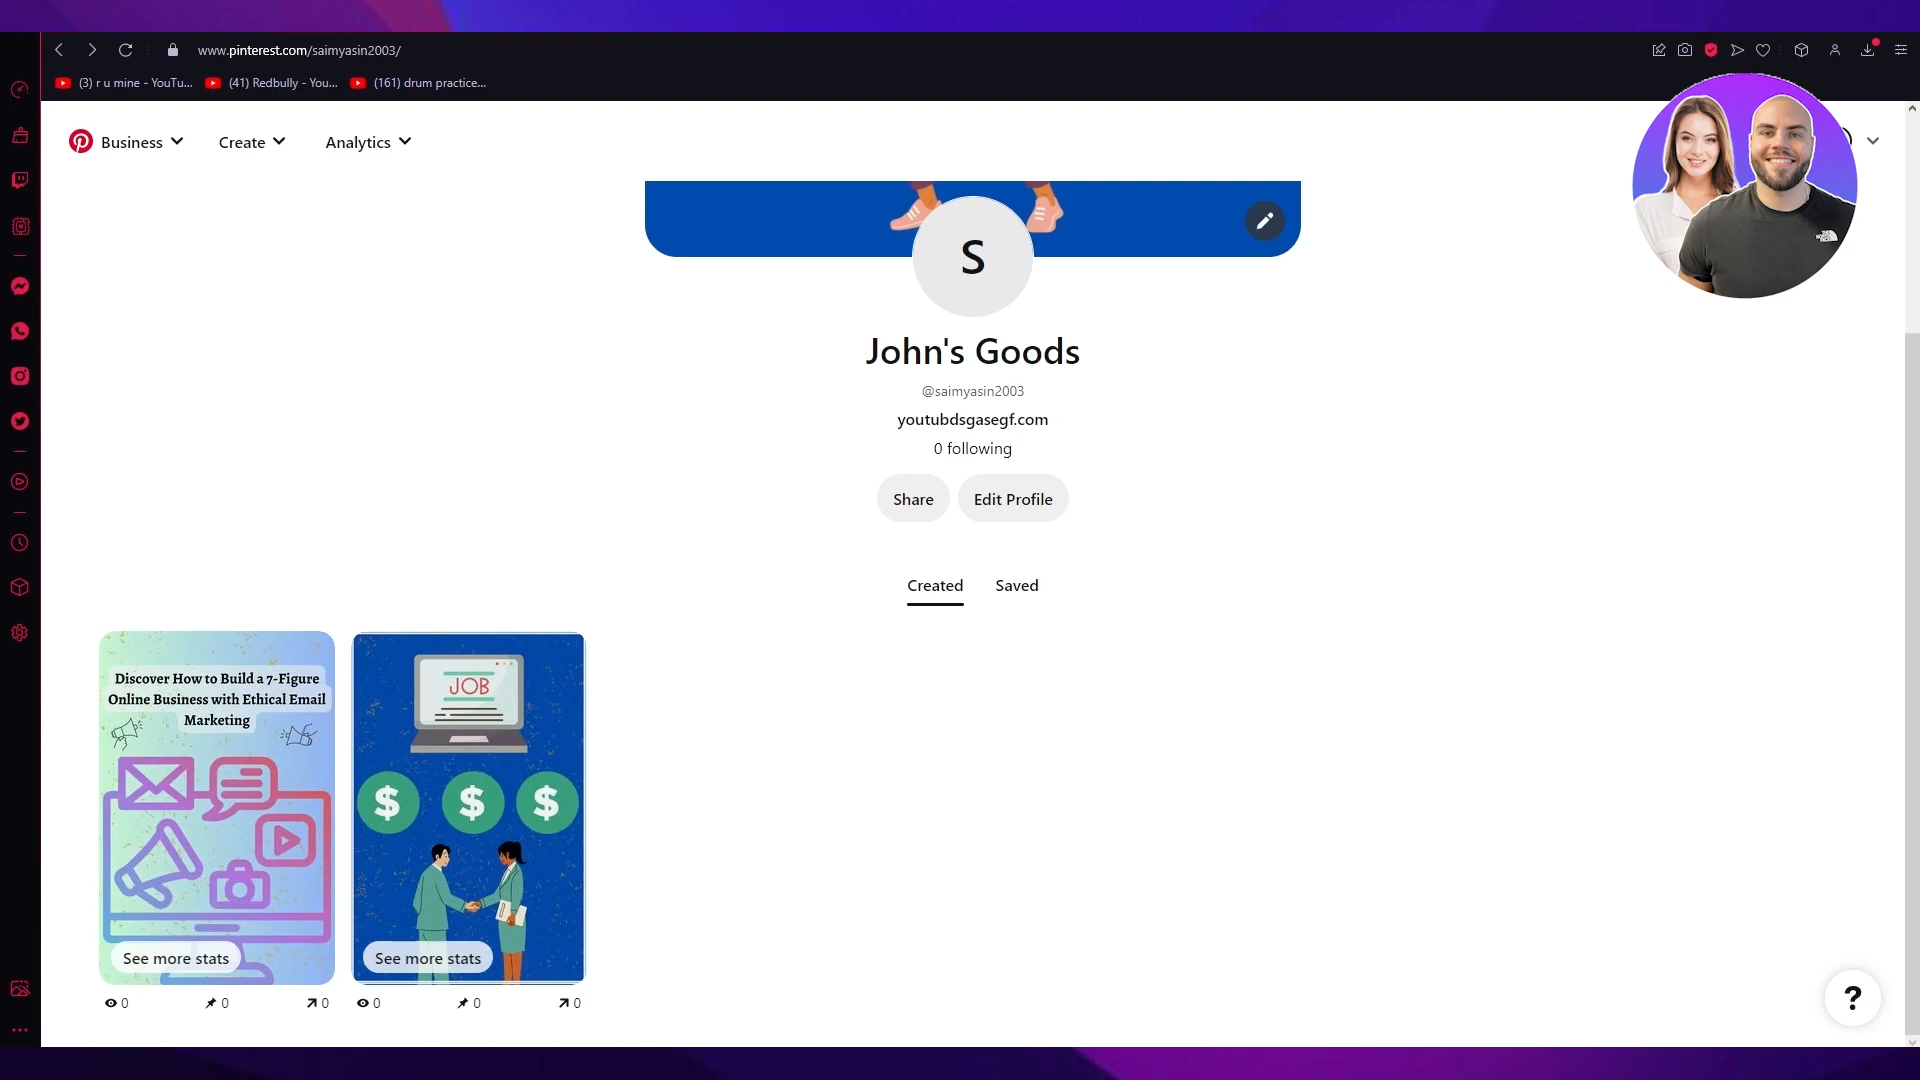 www.pinterest.com/saimyasin2003/
(3) r u mine - YouTu...
(41) Redbully - You...
(161) drum practice...
Business
Create
Analytics
S
John's Goods
@saimyasin2003
youtubdsgasegf.com
0 following
Share
Edit Profile
Created
Saved
Discover How to Build a 7-Figure
Online Business with Ethical Email
Marketing
See more stats
0
0
0
JOB
$ $ $
See more stats
0
0
0
?